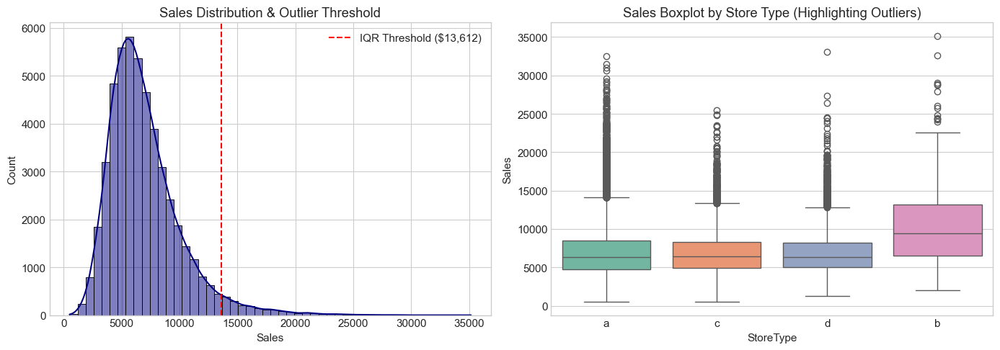 Sales Distribution & Outlier Threshold
IQR Threshold ($13,612)
6000
5000
4000
3000
2000
1000
0
Count
0 5000 10000 15000 20000 25000 30000 35000
Sales
Sales Boxplot by Store Type (Highlighting Outliers)
35000
30000
25000
20000
15000
10000
5000
0
Sales
a c d b
StoreType